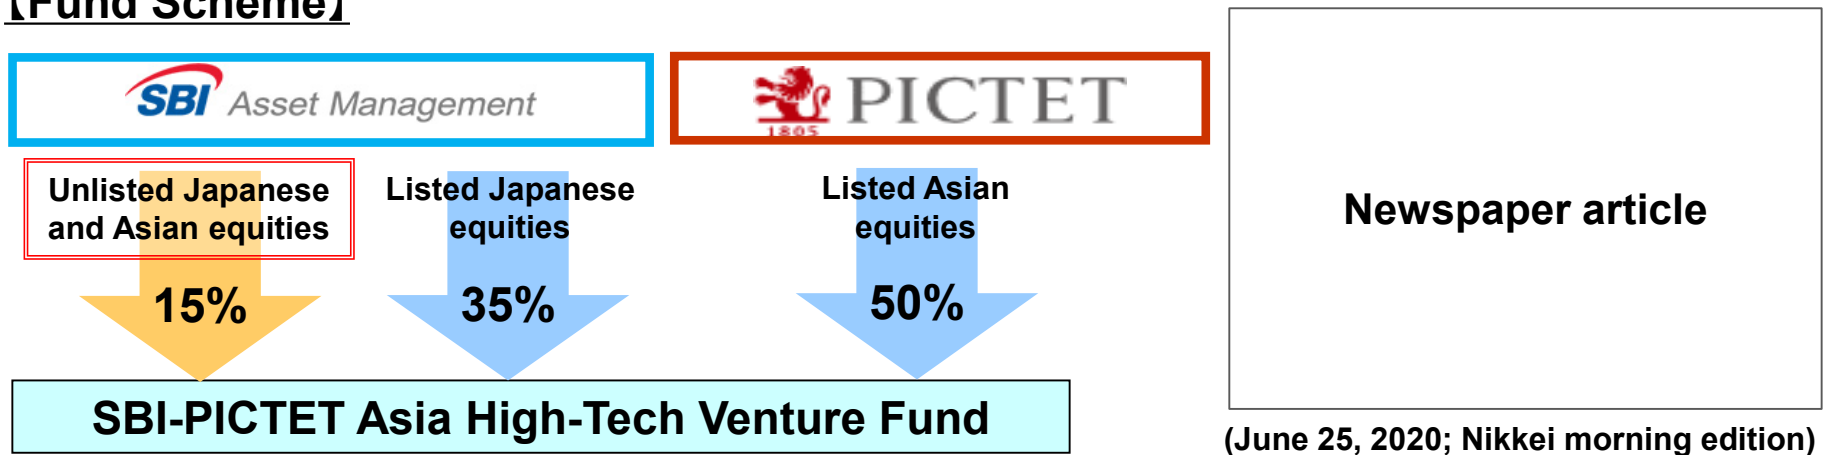 【Fund Scheme】
SBI Asset Management
PICTET
1805
Unlisted Japanese
and Asian equities
15%
Listed Japanese
equities
35%
Listed Asian
equities
50%
SBI-PICTET Asia High-Tech Venture Fund
Newspaper article
(June 25, 2020; Nikkei morning edition)